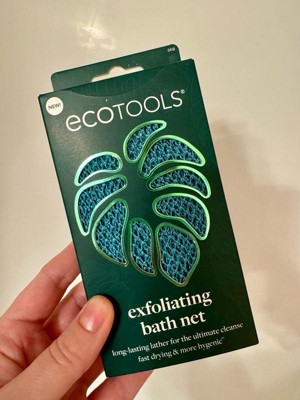 NEW!
ecoTOOLS®
exfoliating
bath net
long-lasting lather for the ultimate cleanse
fast drying & more hygenic